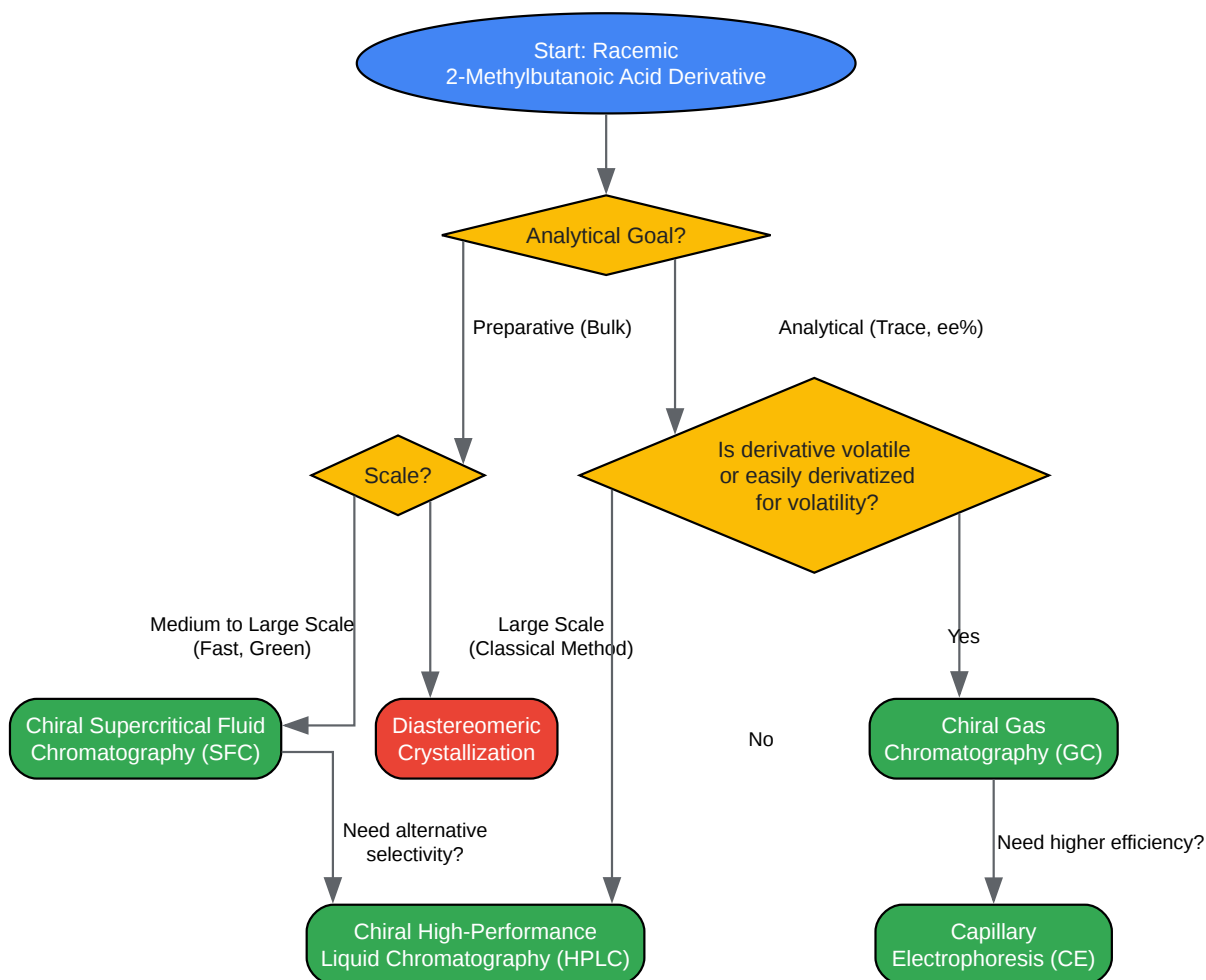 Start: Racemic
2-Methylbutanoic Acid Derivative
Analytical Goal?
Preparative (Bulk)
Analytical (Trace, ee%)
Scale?
Is derivative volatile
or easily derivatized
for volatility?
Medium to Large Scale
(Fast, Green)
Large Scale
(Classical Method)
Yes
Chiral Supercritical Fluid
Chromatography (SFC)
Diastereomeric
Crystallization
No
Chiral Gas
Chromatography (GC)
Need alternative
selectivity?
Need higher efficiency?
Chiral High-Performance
Liquid Chromatography (HPLC)
Capillary
Electrophoresis (CE)